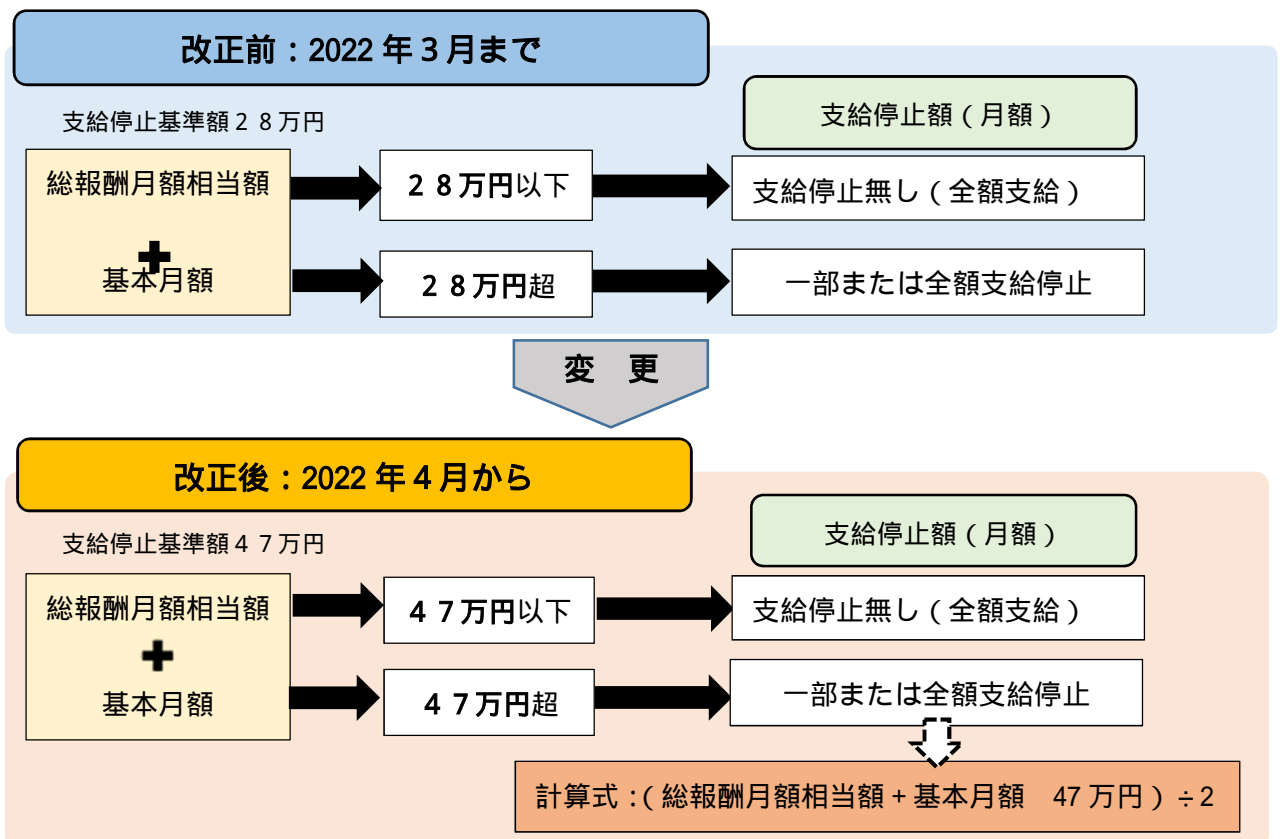 改正前：2022年3月まで
支給停止基準額２８万円
支給停止額（月額）
総報酬月額相当額
２８万円以下
支給停止無し（全額支給）
✚
基本月額
２８万円超
一部または全額支給停止
変　更
改正後：2022年4月から
支給停止基準額４７万円
支給停止額（月額）
総報酬月額相当額
４７万円以下
支給停止無し（全額支給）
✚
基本月額
４７万円超
一部または全額支給停止
計算式：（総報酬月額相当額+基本月額　47万円）÷2